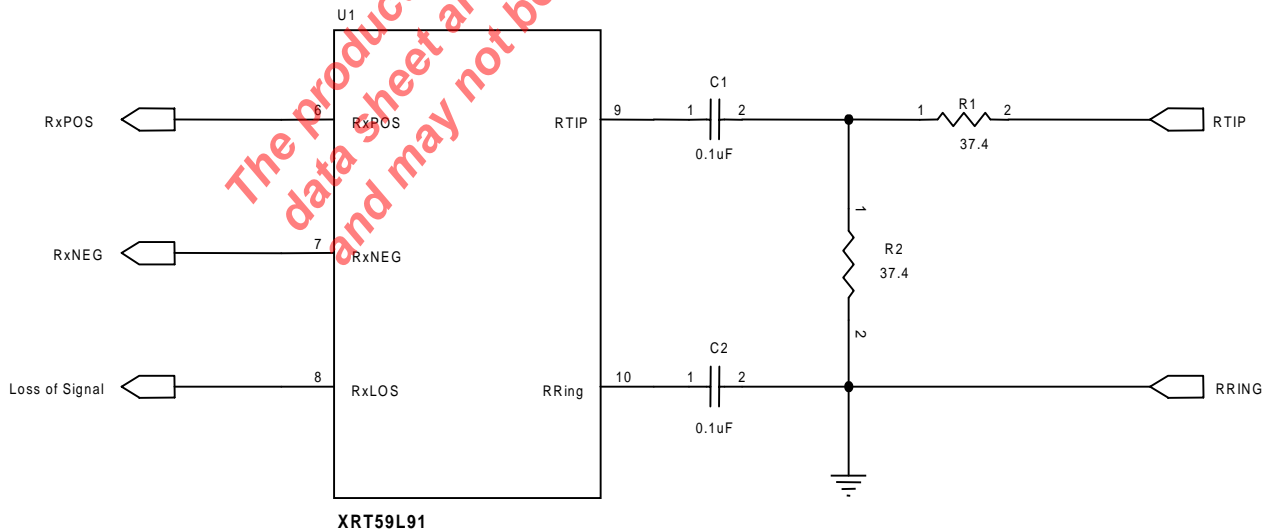 U1
The produc
data sheet ar
and may not be
RxPOS
6
RxPOS
RTIP
9
1
C1
2
0.1uF
1
R1
2
37.4
RTIP
RxNEG
7
RxNEG
1
R2
37.4
2
Loss of Signal
8
RxLOS
RRing
10
1
C2
2
0.1uF
RRING
XRT59L91